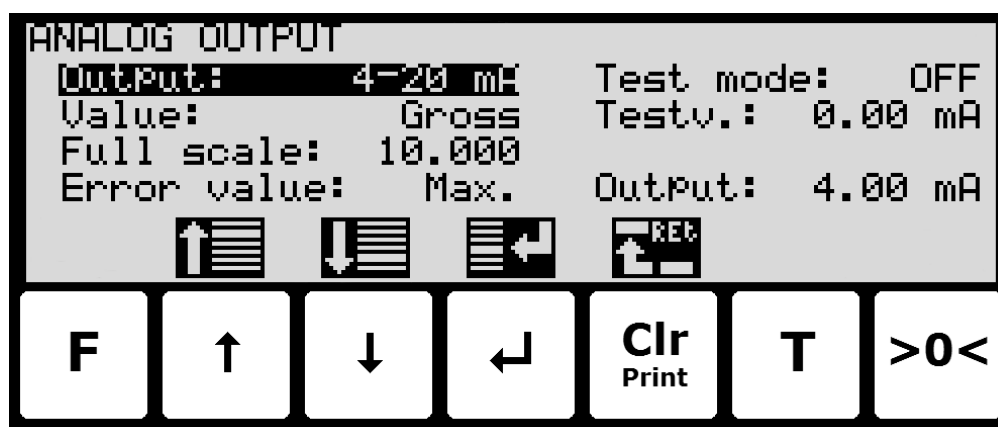 ANALOG OUTPUT
Output: 4-20 mA Test mode: OFF
Value: Gross Testv.: 0.00 mA
Full scale: 10.000
Error value: Max. Output: 4.00 mA
REt
F ↑ ↓ ↵ Clr T >0<
Print